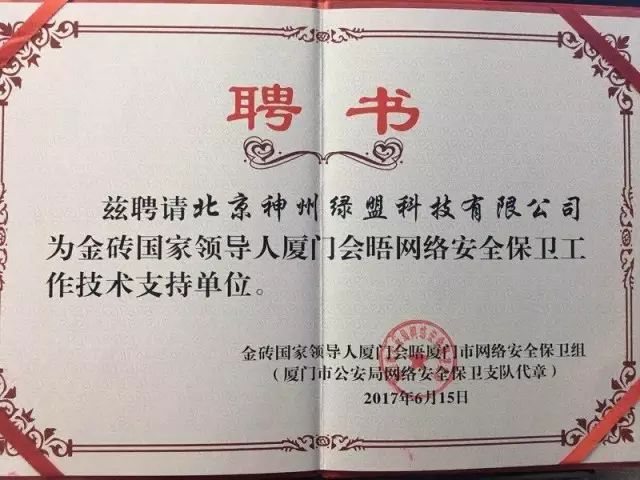 聘书
兹聘请北京神州绿盟科技有限公司
为金砖国家领导人厦门会晤网络安全保卫工
作技术支持单位。
金砖国家领导人厦门会晤厦门市网络安全保卫组
（厦门市公安局网络安全保卫支队代章）
2017年6月15日